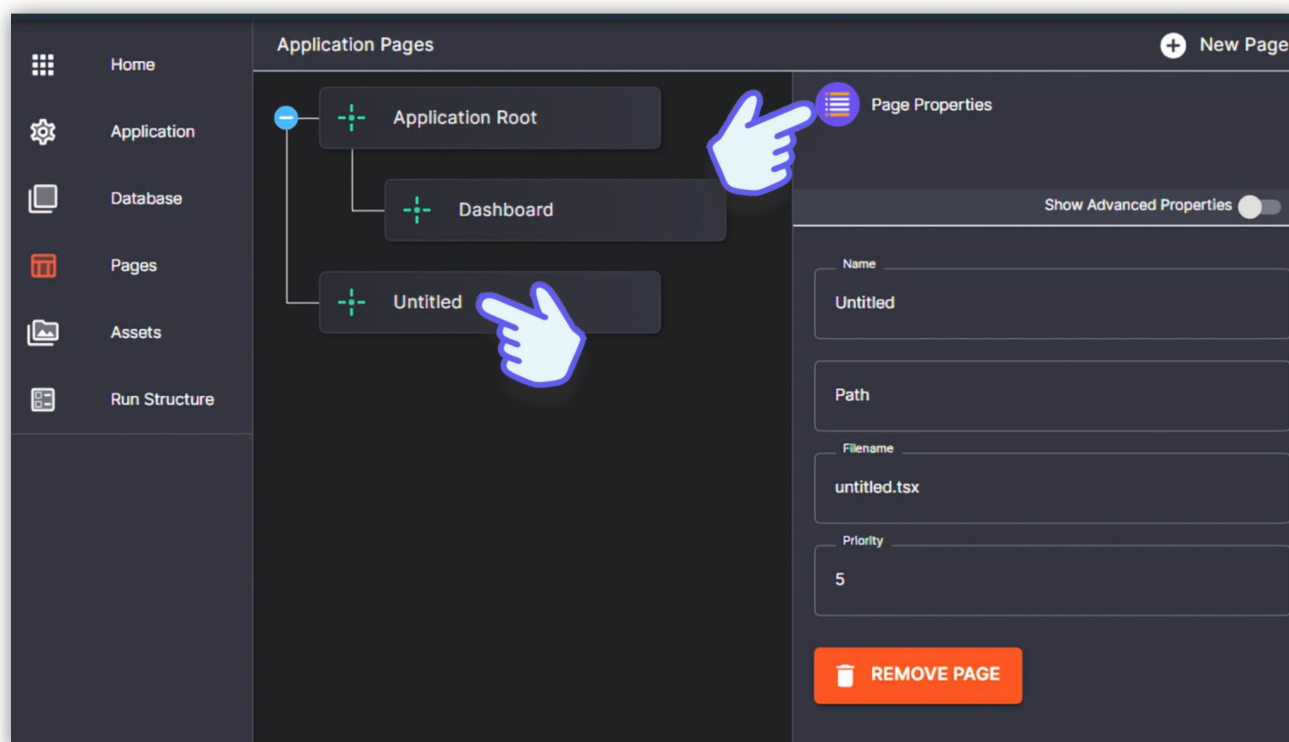 Application Pages
New Page
Home
Application
Database
Pages
Assets
Run Structure
Application Root
Dashboard
Untitled
Page Properties
Show Advanced Properties
Name
Untitled
Path
Filename
untitled.tsx
Priority
5
REMOVE PAGE